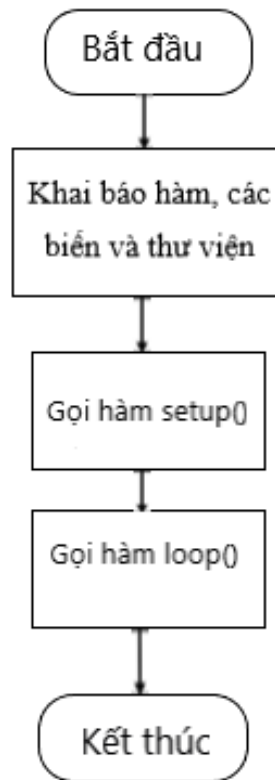 Bắt đầu
Khai báo hàm, các
biến và thư viện
Gọi hàm setup()
Gọi hàm loop()
Kết thúc